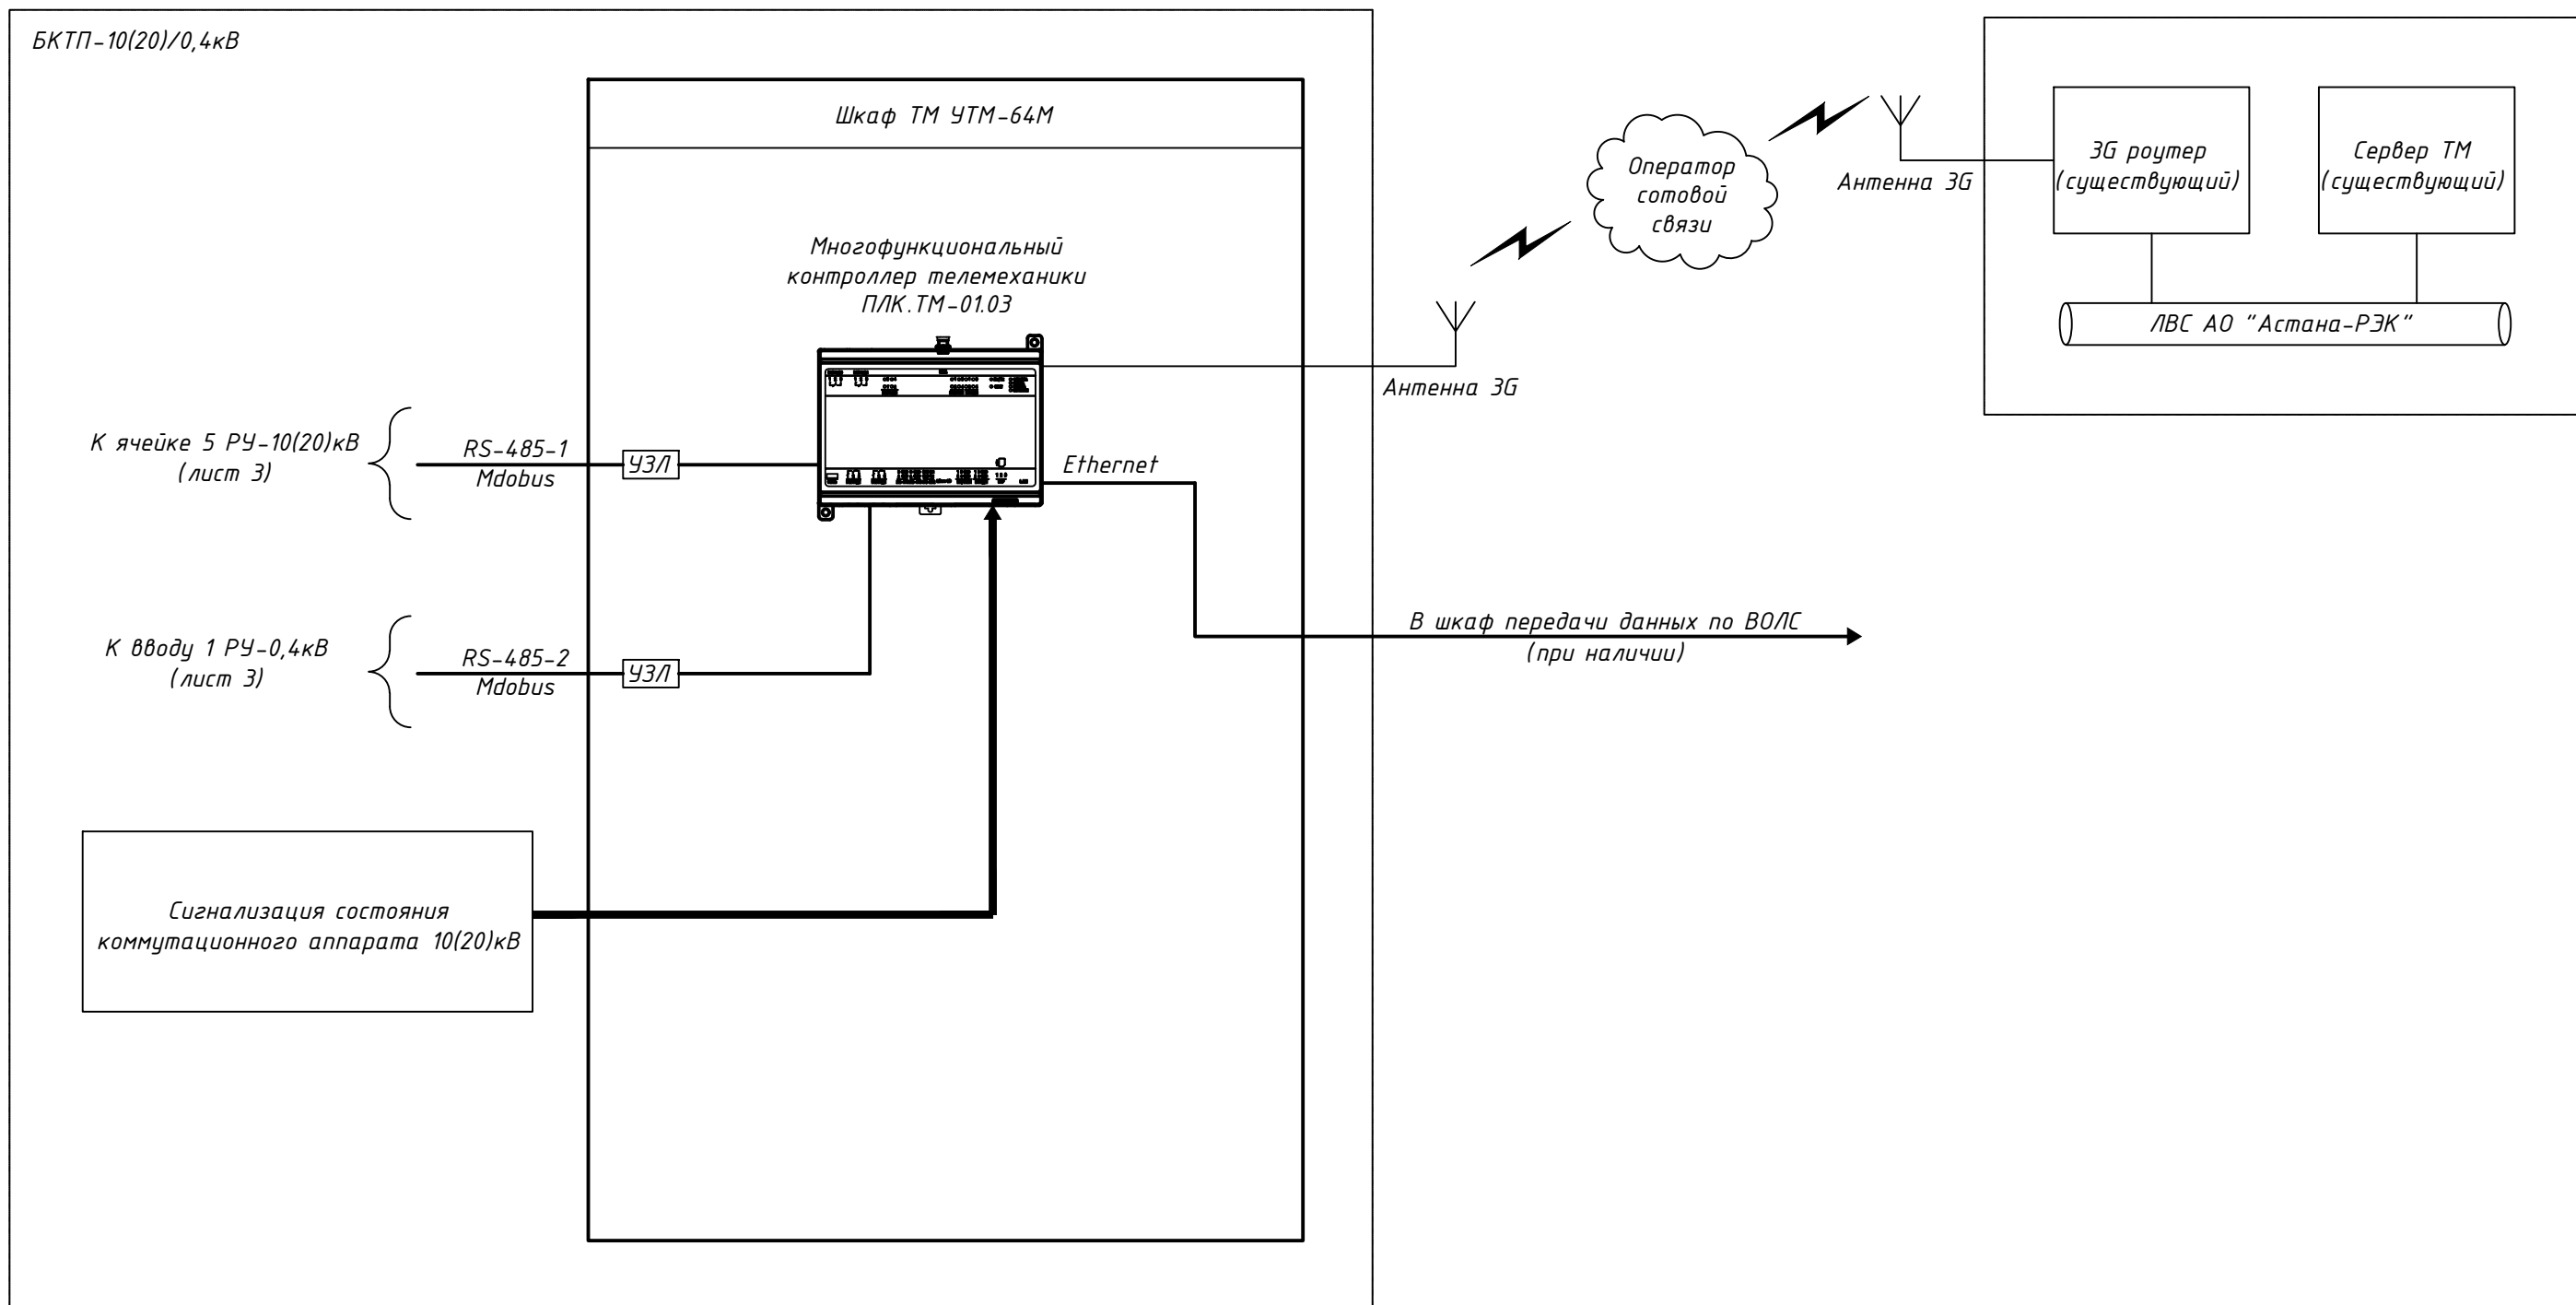 БКТП-10(20)/0,4кВ
Шкаф ТМ УТМ-64М
Многофункциональный
контроллер телемеханики
ПЛК.ТМ-01.03
К ячейке 5 РУ-10(20)кВ
(лист 3)
RS-485-1
Mdobus
УЗЛ
Ethernet
К вводу 1 РУ-0,4кВ
(лист 3)
RS-485-2
Mdobus
УЗЛ
Сигнализация состояния
коммутационного аппарата 10(20)кВ
Антенна 3G
Оператор
сотовой
связи
Антенна 3G
3G роутер
(существующий)
Сервер ТМ
(существующий)
ЛВС АО "Астана-РЭК"
В шкаф передачи данных по ВОЛС
(при наличии)